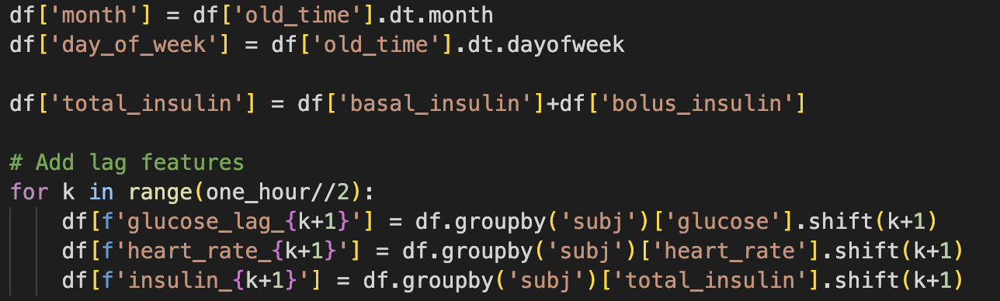 df['month'] = df['old_time'].dt.month
df['day_of_week'] = df['old_time'].dt.dayofweek
df['total_insulin'] = df['basal_insulin']+df['bolus_insulin']
# Add lag features
for k in range(one_hour//2):
df[f'glucose_lag_{k+1}'] = df.groupby('subj')['glucose'].shift(k+1)
df[f'heart_rate_{k+1}'] = df.groupby('subj')['heart_rate'].shift(k+1)
df[f'insulin_{k+1}'] = df.groupby('subj')['total_insulin'].shift(k+1)